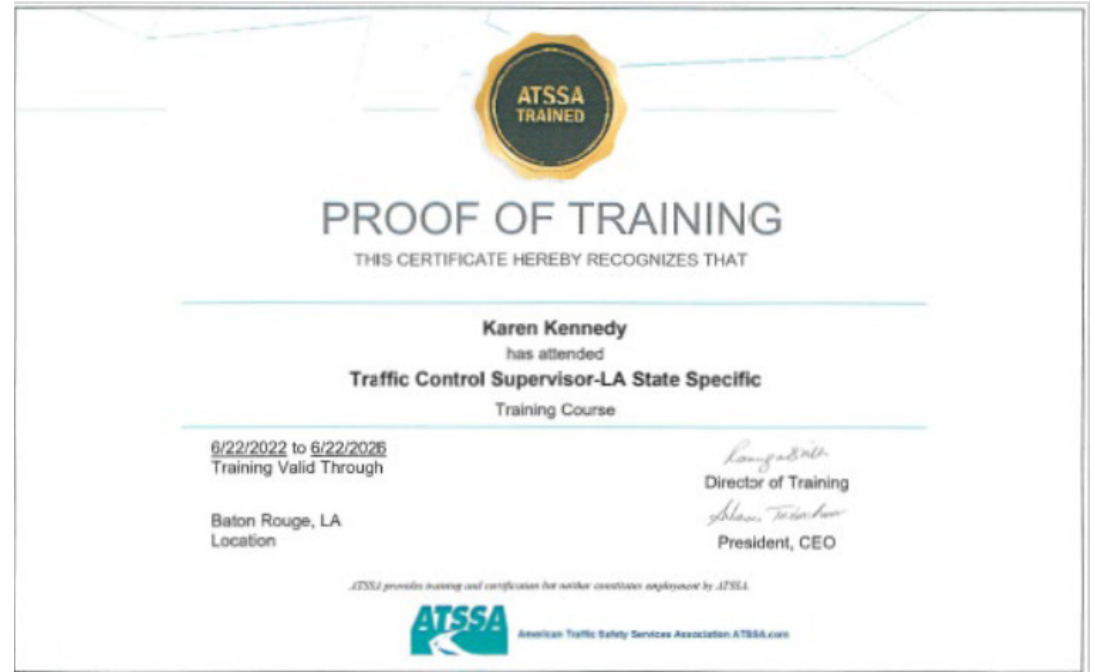 ATSSA
TRAINED
PROOF OF TRAINING
THIS CERTIFICATE HEREBY RECOGNIZES THAT
Karen Kennedy
has attended
Traffic Control Supervisor-LA State Specific
Training Course
6/22/2022 to 6/22/2026
Training Valid Through
Director of Training
Baton Rouge, LA
Location
President, CEO
ATSSA provides training and certification but neither constitutes employment by ATSSA.
ATSSA
American Traffic Safety Services Association ATSSA.com